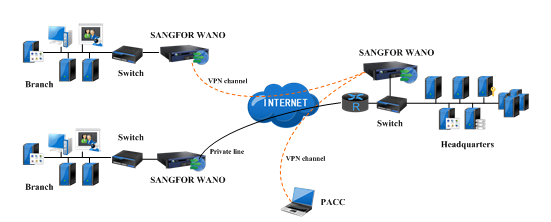 SANGFOR WANO
SANGFOR WANO
VPN channel
Switch
Branch
INTERNET
R
Switch
Headquarters
Switch
Private line
VPN channel
SANGFOR WANO
Branch
PACC